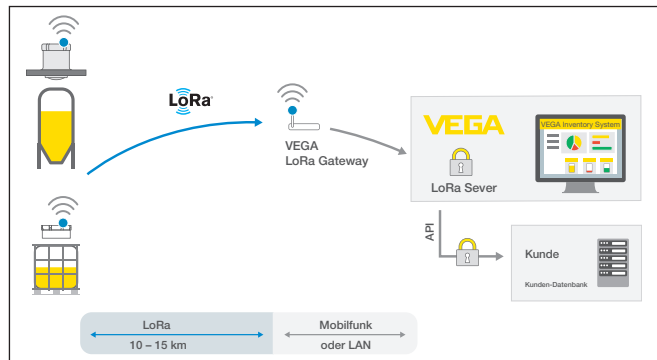 LoRa
VEGA
LoRa Gateway
VEGA
LoRa Sever
VEGA Inventory System
API
Kunde
Kunden-Datenbank
LoRa
10 – 15 km
Mobilfunk
oder LAN